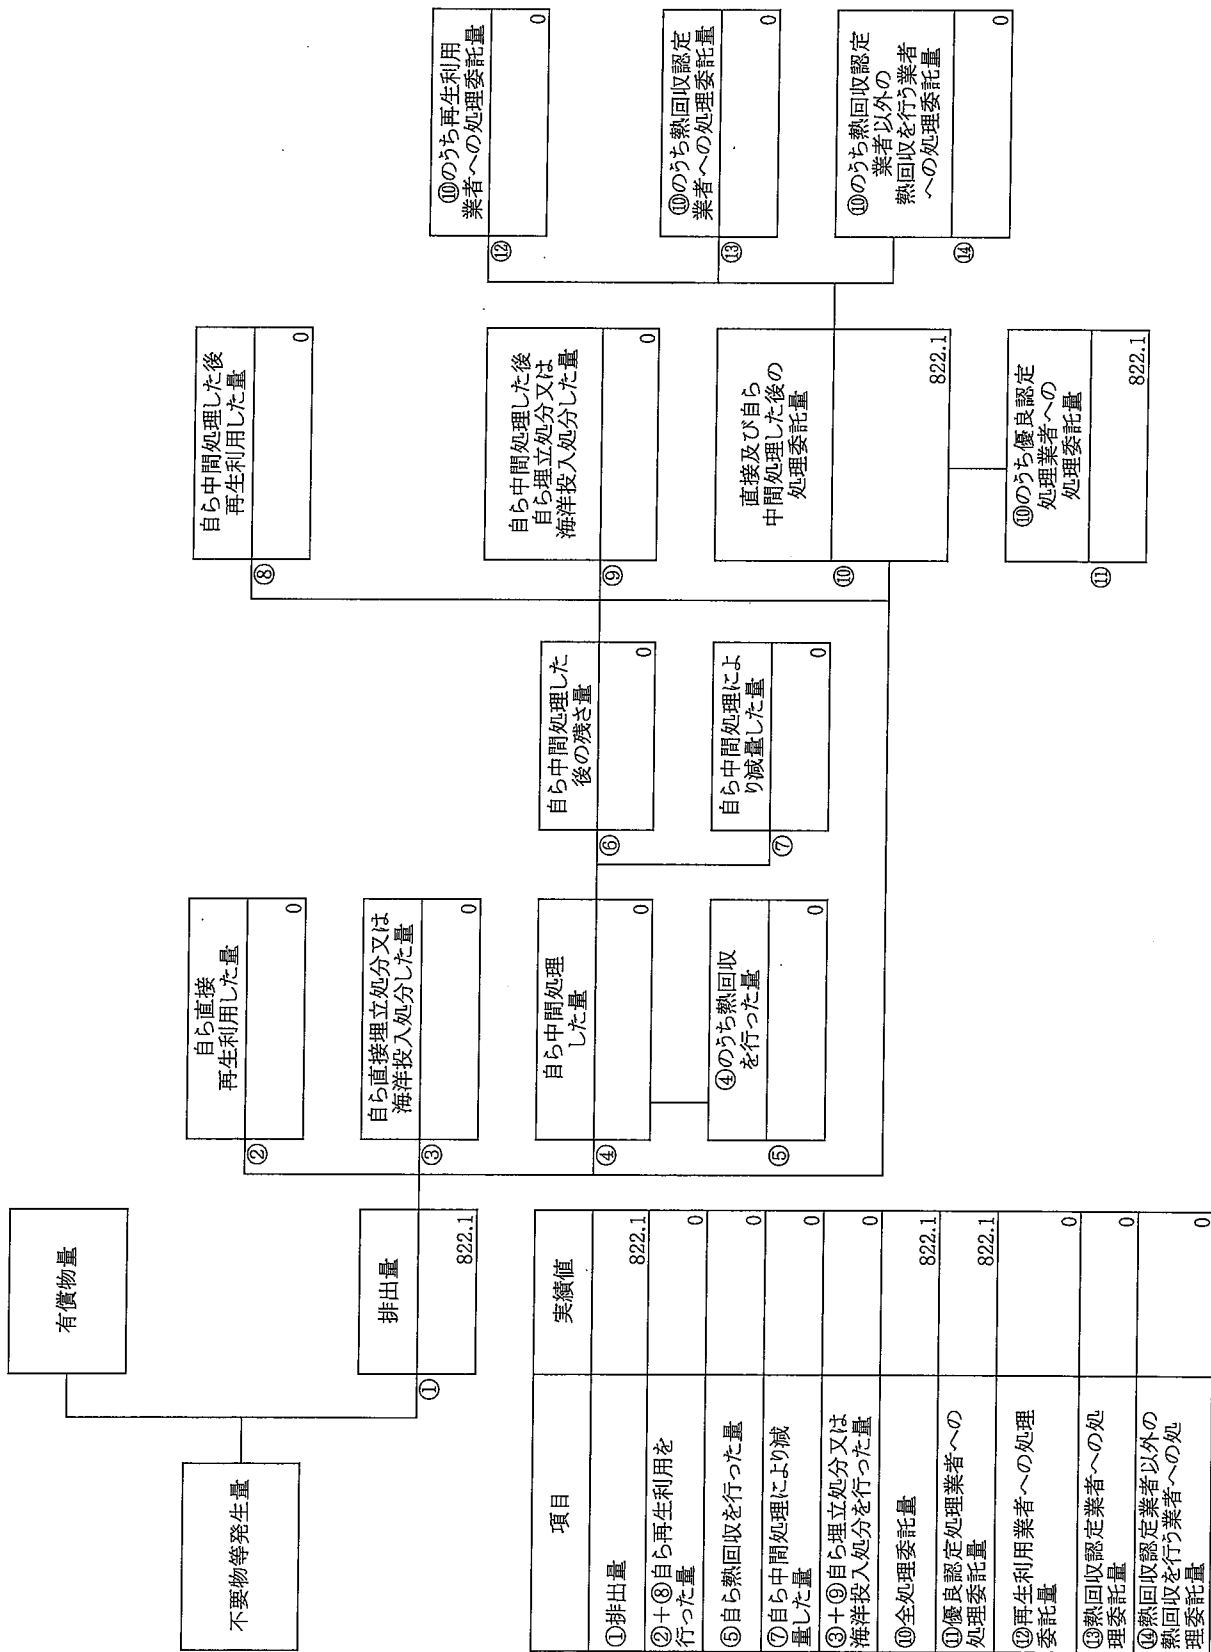 不要物等発生量
有償物量
①
排出量
822.1
②
自ら直接
再生利用した量
0
③
自ら直接埋立処分又は
海洋投入処分した量
0
④
自ら中間処理
した量
0
⑤
④のうち熱回収
を行った量
0
⑥
自ら中間処理した
後の残さ量
0
⑦
自ら中間処理によ
り減量した量
0
⑧
自ら中間処理した後
再生利用した量
0
⑨
自ら中間処理した後
自ら埋立処分又は
海洋投入処分した量
0
⑩
直接及び自ら
中間処理した後の
処理委託量
822.1
⑪
⑩のうち優良認定
処理業者への
処理委託量
822.1
⑫
⑩のうち再生利用
業者への処理委託量
0
⑬
⑩のうち熱回収認定
業者への処理委託量
0
⑭
⑩のうち熱回収認定
業者以外の
熱回収を行う業者
への処理委託量
0
項目 実績値
①排出量 822.1
②+⑧自ら再生利用を
行った量 0
⑤自ら熱回収を行った量 0
⑦自ら中間処理により減
量した量 0
③+⑨自ら埋立処分又は
海洋投入処分を行った量 0
⑩全処理委託量 822.1
⑪優良認定処理業者への
処理委託量 822.1
⑫再生利用業者への処理
委託量 0
⑬熱回収認定業者への処
理委託量 0
⑭熱回収認定業者以外の
熱回収を行う業者への処
理委託量 0